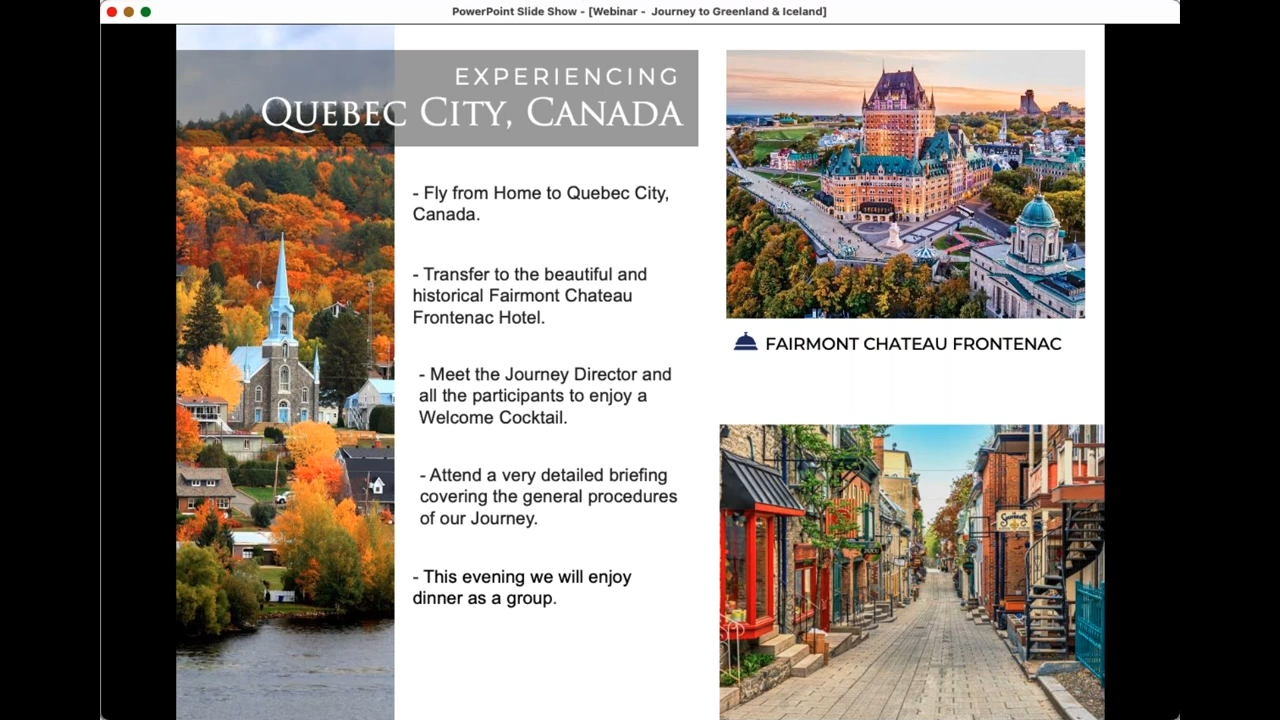 PowerPoint Slide Show - [Webinar - Journey to Greenland & Iceland]
EXPERIENCING
QUEBEC CITY, CANADA
- Fly from Home to Quebec City,
Canada.
- Transfer to the beautiful and
historical Fairmont Chateau
Frontenac Hotel.
- Meet the Journey Director and
all the participants to enjoy a
Welcome Cocktail.
- Attend a very detailed briefing
covering the general procedures
of our Journey.
- This evening we will enjoy
dinner as a group.
FAIRMONT CHATEAU FRONTENAC